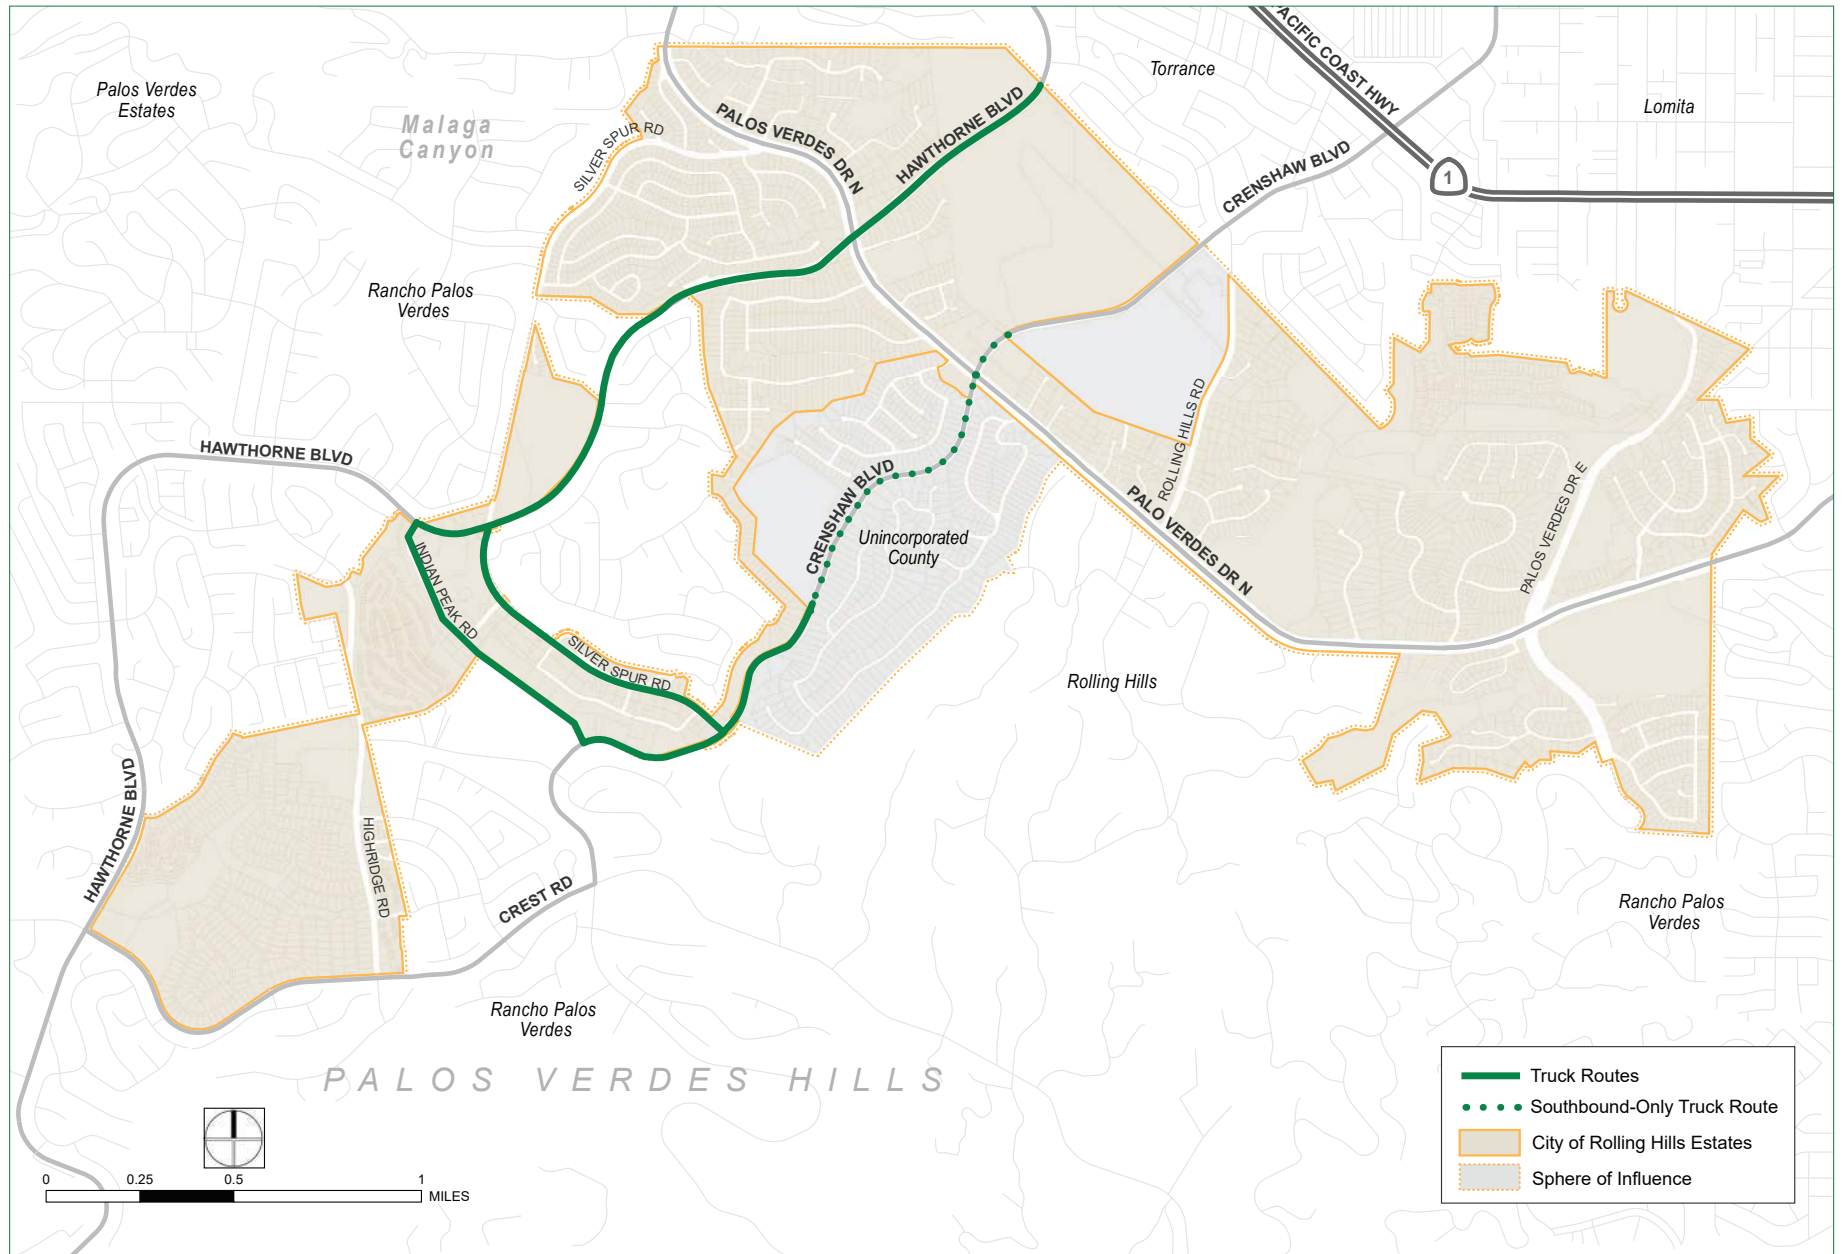 PACIFIC COAST HWY
Torrance
Lomita
Palos Verdes
Estates
Malaga
Canyon
SILVER SPUR RD
PALOS VERDES DR N
HAWTHORNE BLVD
CRENSHAW BLVD
1
Rancho Palos
Verdes
HAWTHORNE BLVD
ROLLING HILLS RD
PALOS VERDES DR E
PALO VERDES DR N
CRENSHAW BLVD
Unincorporated
County
INDIAN PEAK RD
SILVER SPUR RD
Rolling Hills
HAWTHORNE BLVD
HIGHRIDGE RD
CREST RD
Rancho Palos
Verdes
Rancho Palos
Verdes
PALOS VERDES HILLS
Truck Routes
Southbound-Only Truck Route
City of Rolling Hills Estates
Sphere of Influence
0 0.25 0.5 1
MILES